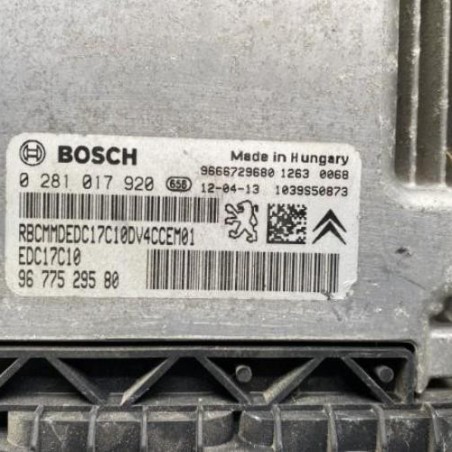 BOSCH
Made in Hungary
9666729680 1263 0068
0 281 017 920 658 12-04-13 1039S50873
RBCMMDEDC17C10DV4CCEM01
EDC17C10
96 775 295 80